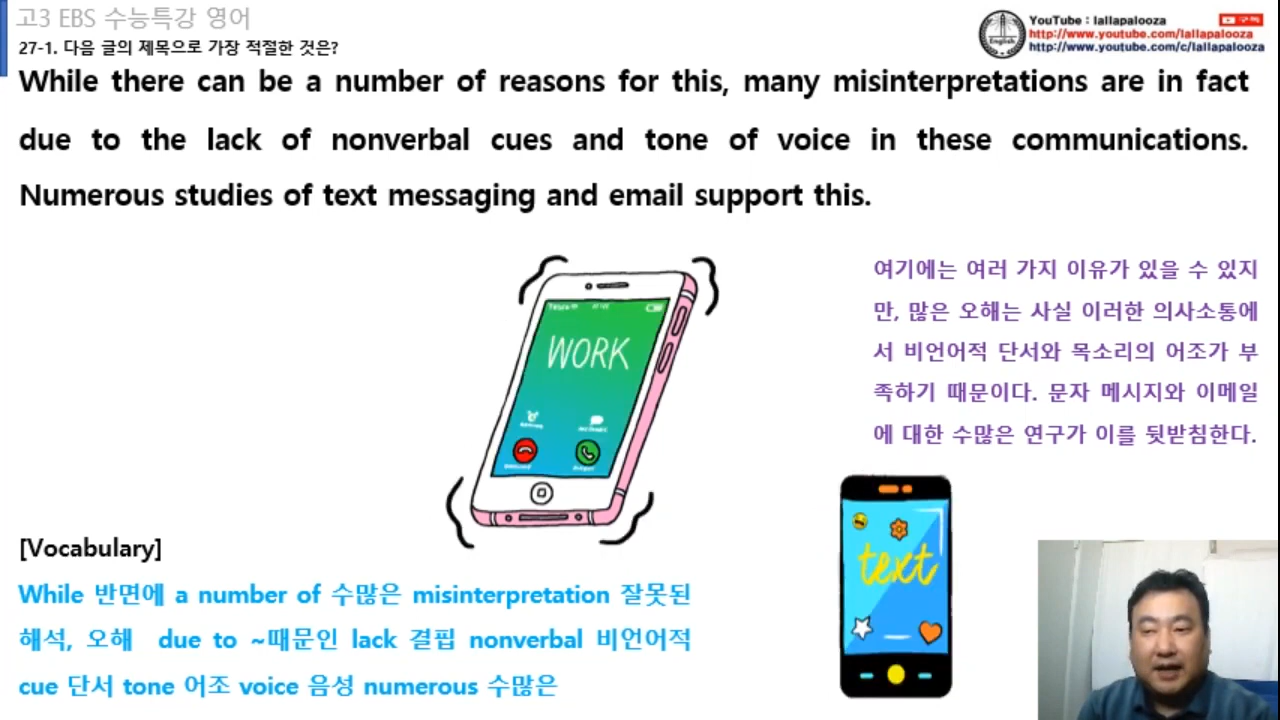 고3 EBS 수능특강 영어
YouTube : lallapalooza
구독
http://www.youtube.com/lallapalooza
http://www.youtube.com/c/lallapalooza
English
27-1. 다음 글의 제목으로 가장 적절한 것은?
While there can be a number of reasons for this, many misinterpretations are in fact
due to the lack of nonverbal cues and tone of voice in these communications.
Numerous studies of text messaging and email support this.
여기에는 여러 가지 이유가 있을 수 있지
만, 많은 오해는 사실 이러한 의사소통에
서 비언어적 단서와 목소리의 어조가 부
족하기 때문이다. 문자 메시지와 이메일
에 대한 수많은 연구가 이를 뒷받침한다.
WORK
text
[Vocabulary]
While 반면에 a number of 수많은 misinterpretation 잘못된
해석, 오해 due to ~때문인 lack 결핍 nonverbal 비언어적
cue 단서 tone 어조 voice 음성 numerous 수많은